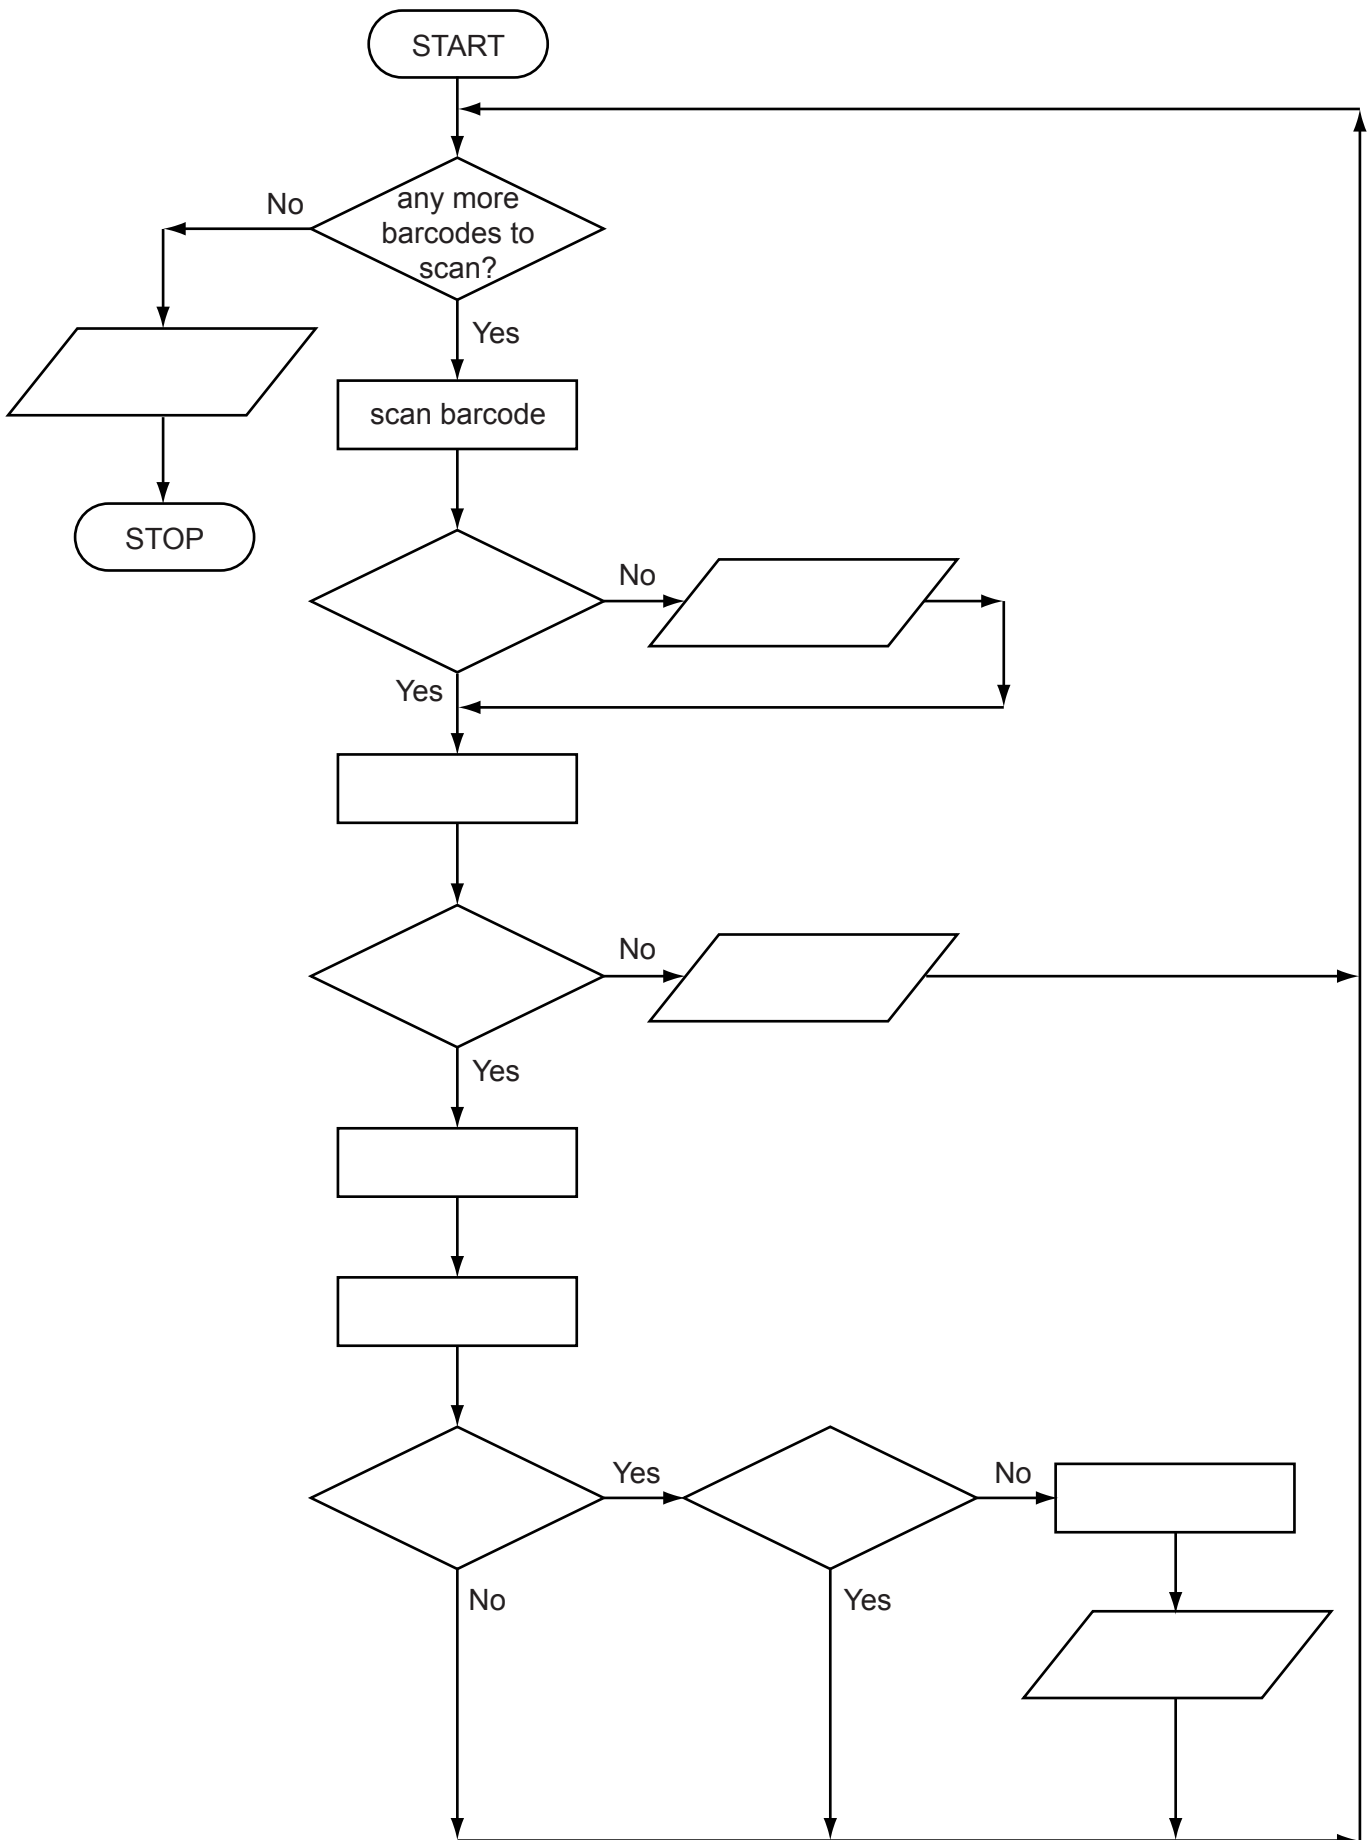 START
No
any more
barcodes to
scan?
Yes
scan barcode
STOP
No
Yes
No
Yes
Yes
No
No
Yes